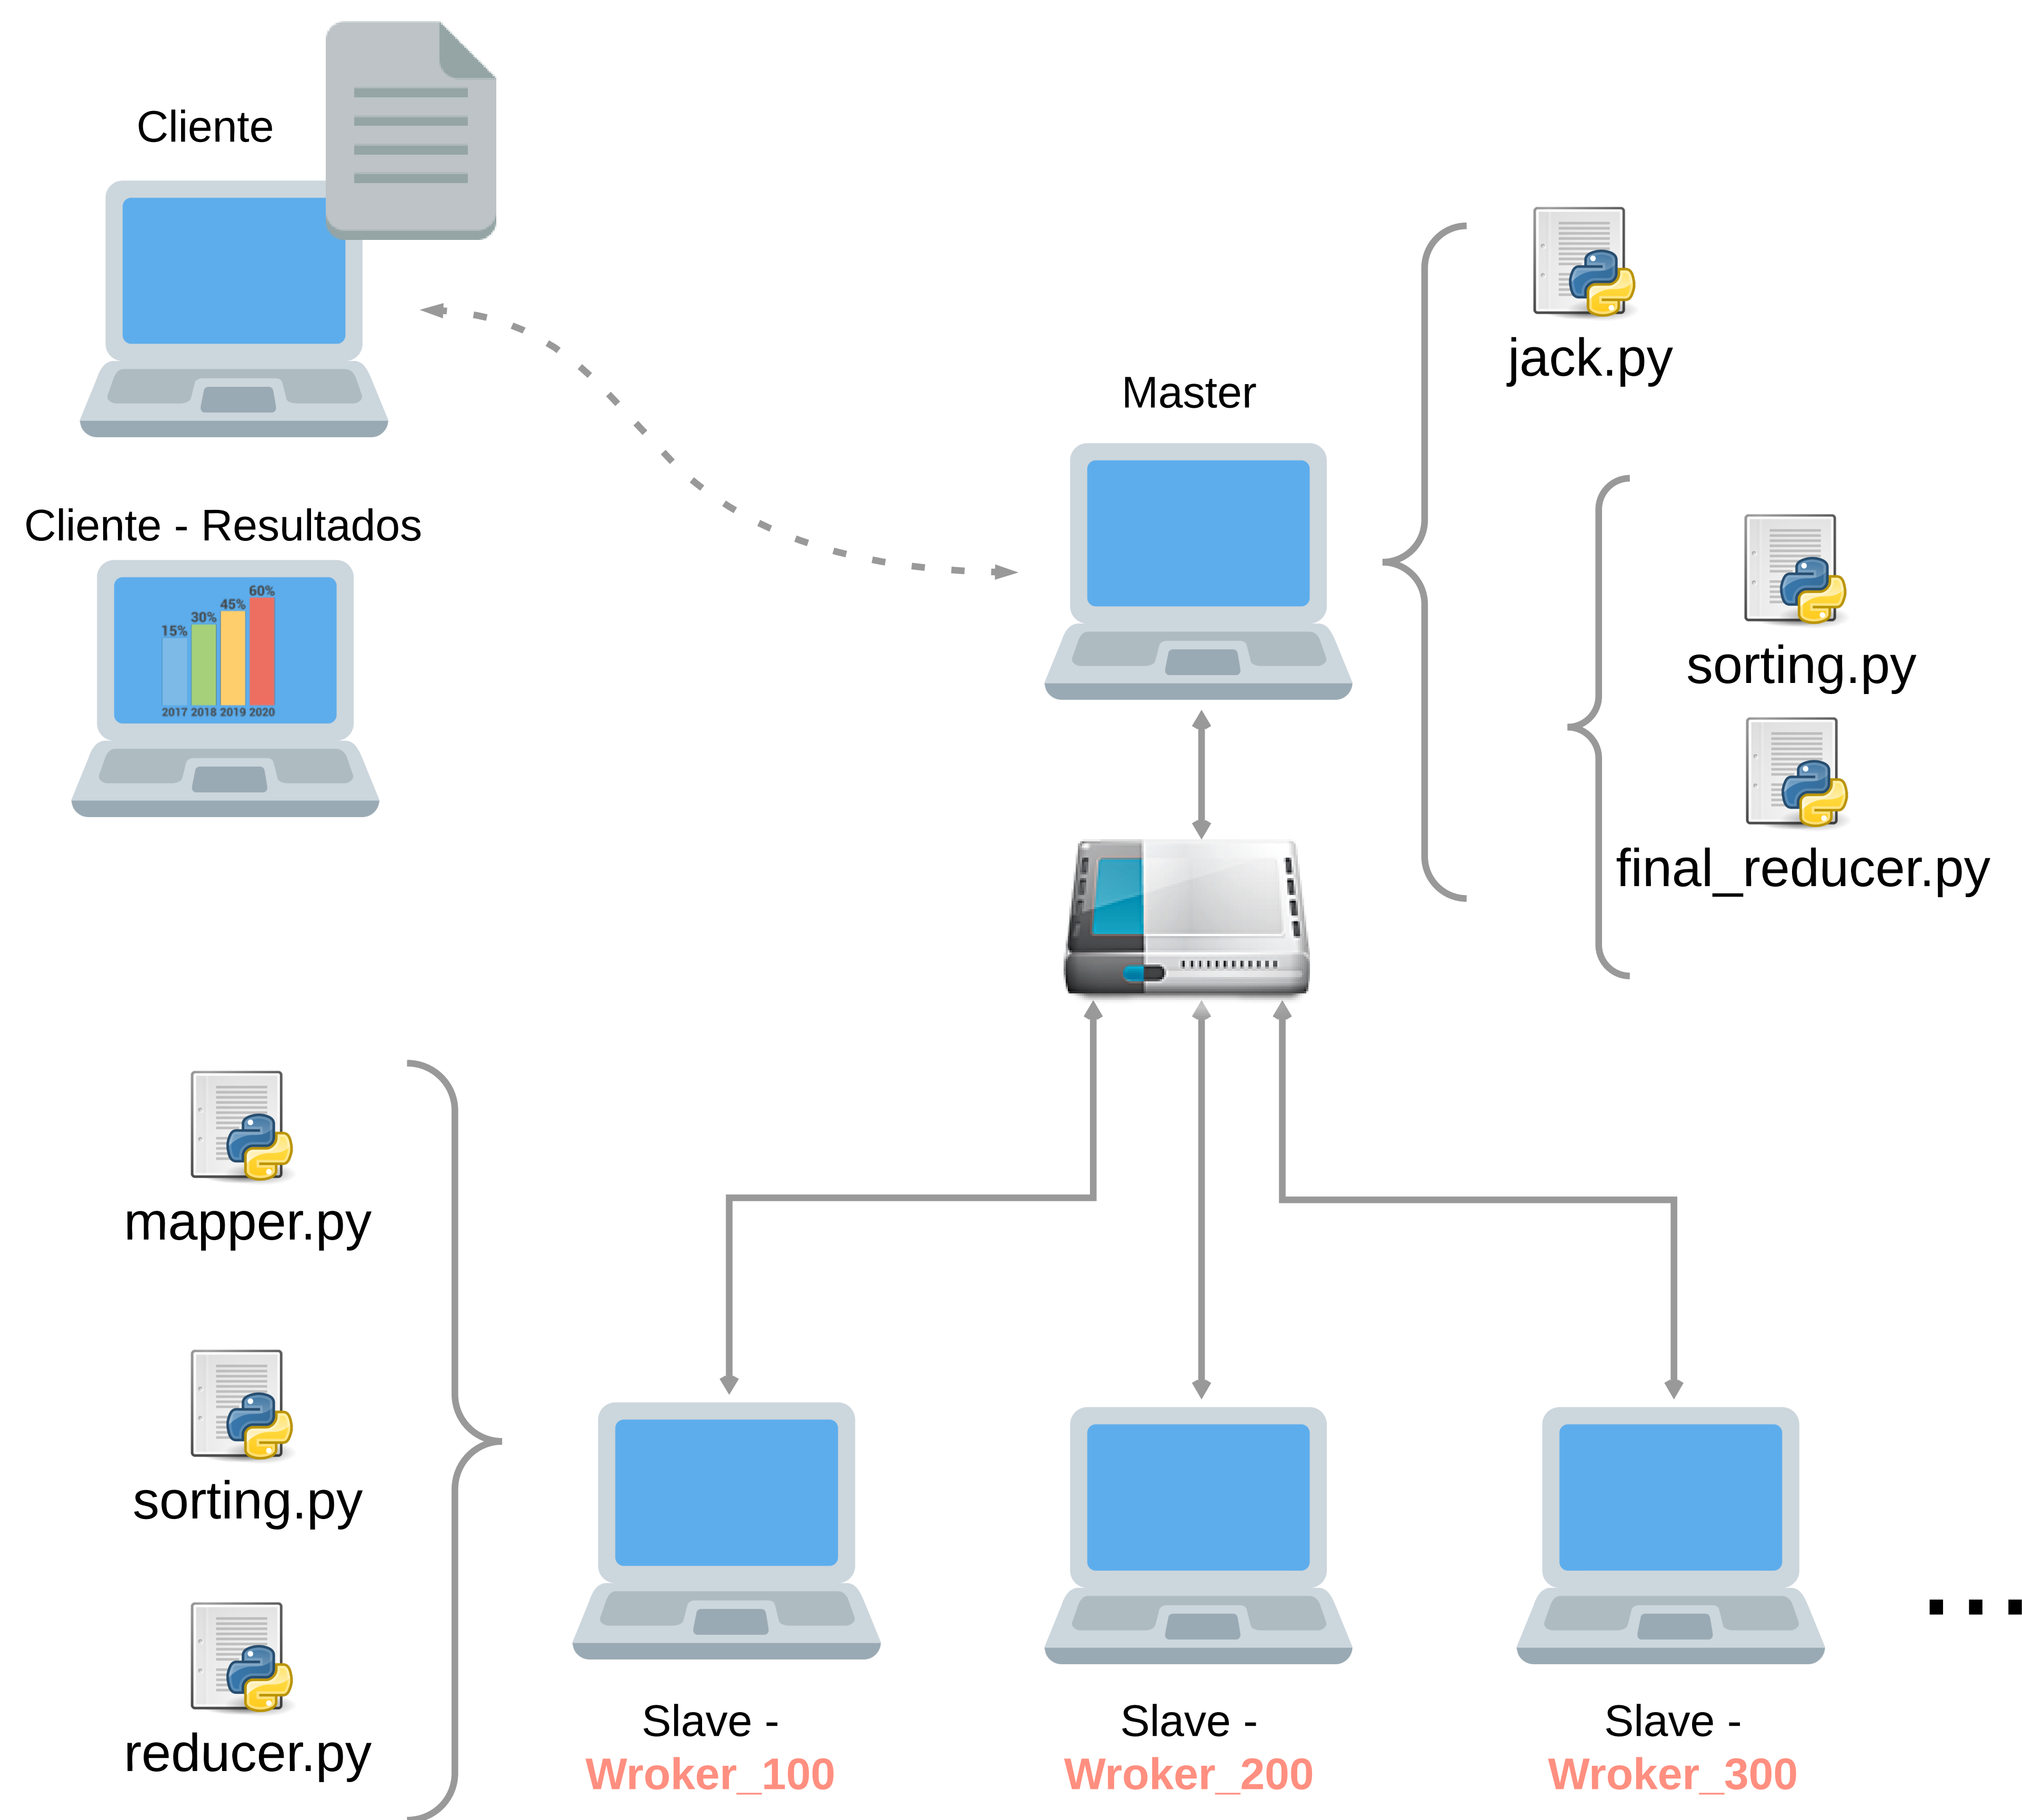 Cliente
jack.py
Master
Cliente - Resultados
60%
45%
30%
15%
2017 2018 2019 2020
sorting.py
final_reducer.py
mapper.py
sorting.py
reducer.py
...
Slave -
Wroker_100
Slave -
Wroker_200
Slave -
Wroker_300